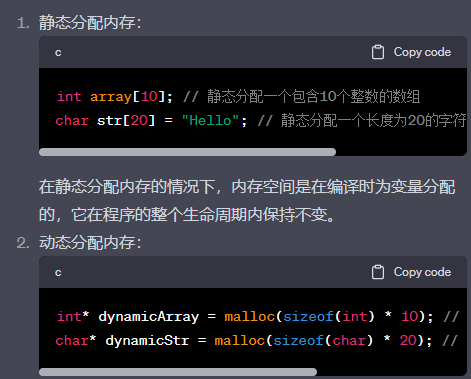 1. 静态分配内存：
c Copy code
int array[10]; // 静态分配一个包含10个整数的数组
char str[20] = "Hello"; // 静态分配一个长度为20的字符
在静态分配内存的情况下，内存空间是在编译时为变量分配
的，它在程序的整个生命周期内保持不变。
2. 动态分配内存：
c Copy code
int* dynamicArray = malloc(sizeof(int) * 10); //
char* dynamicStr = malloc(sizeof(char) * 20); //